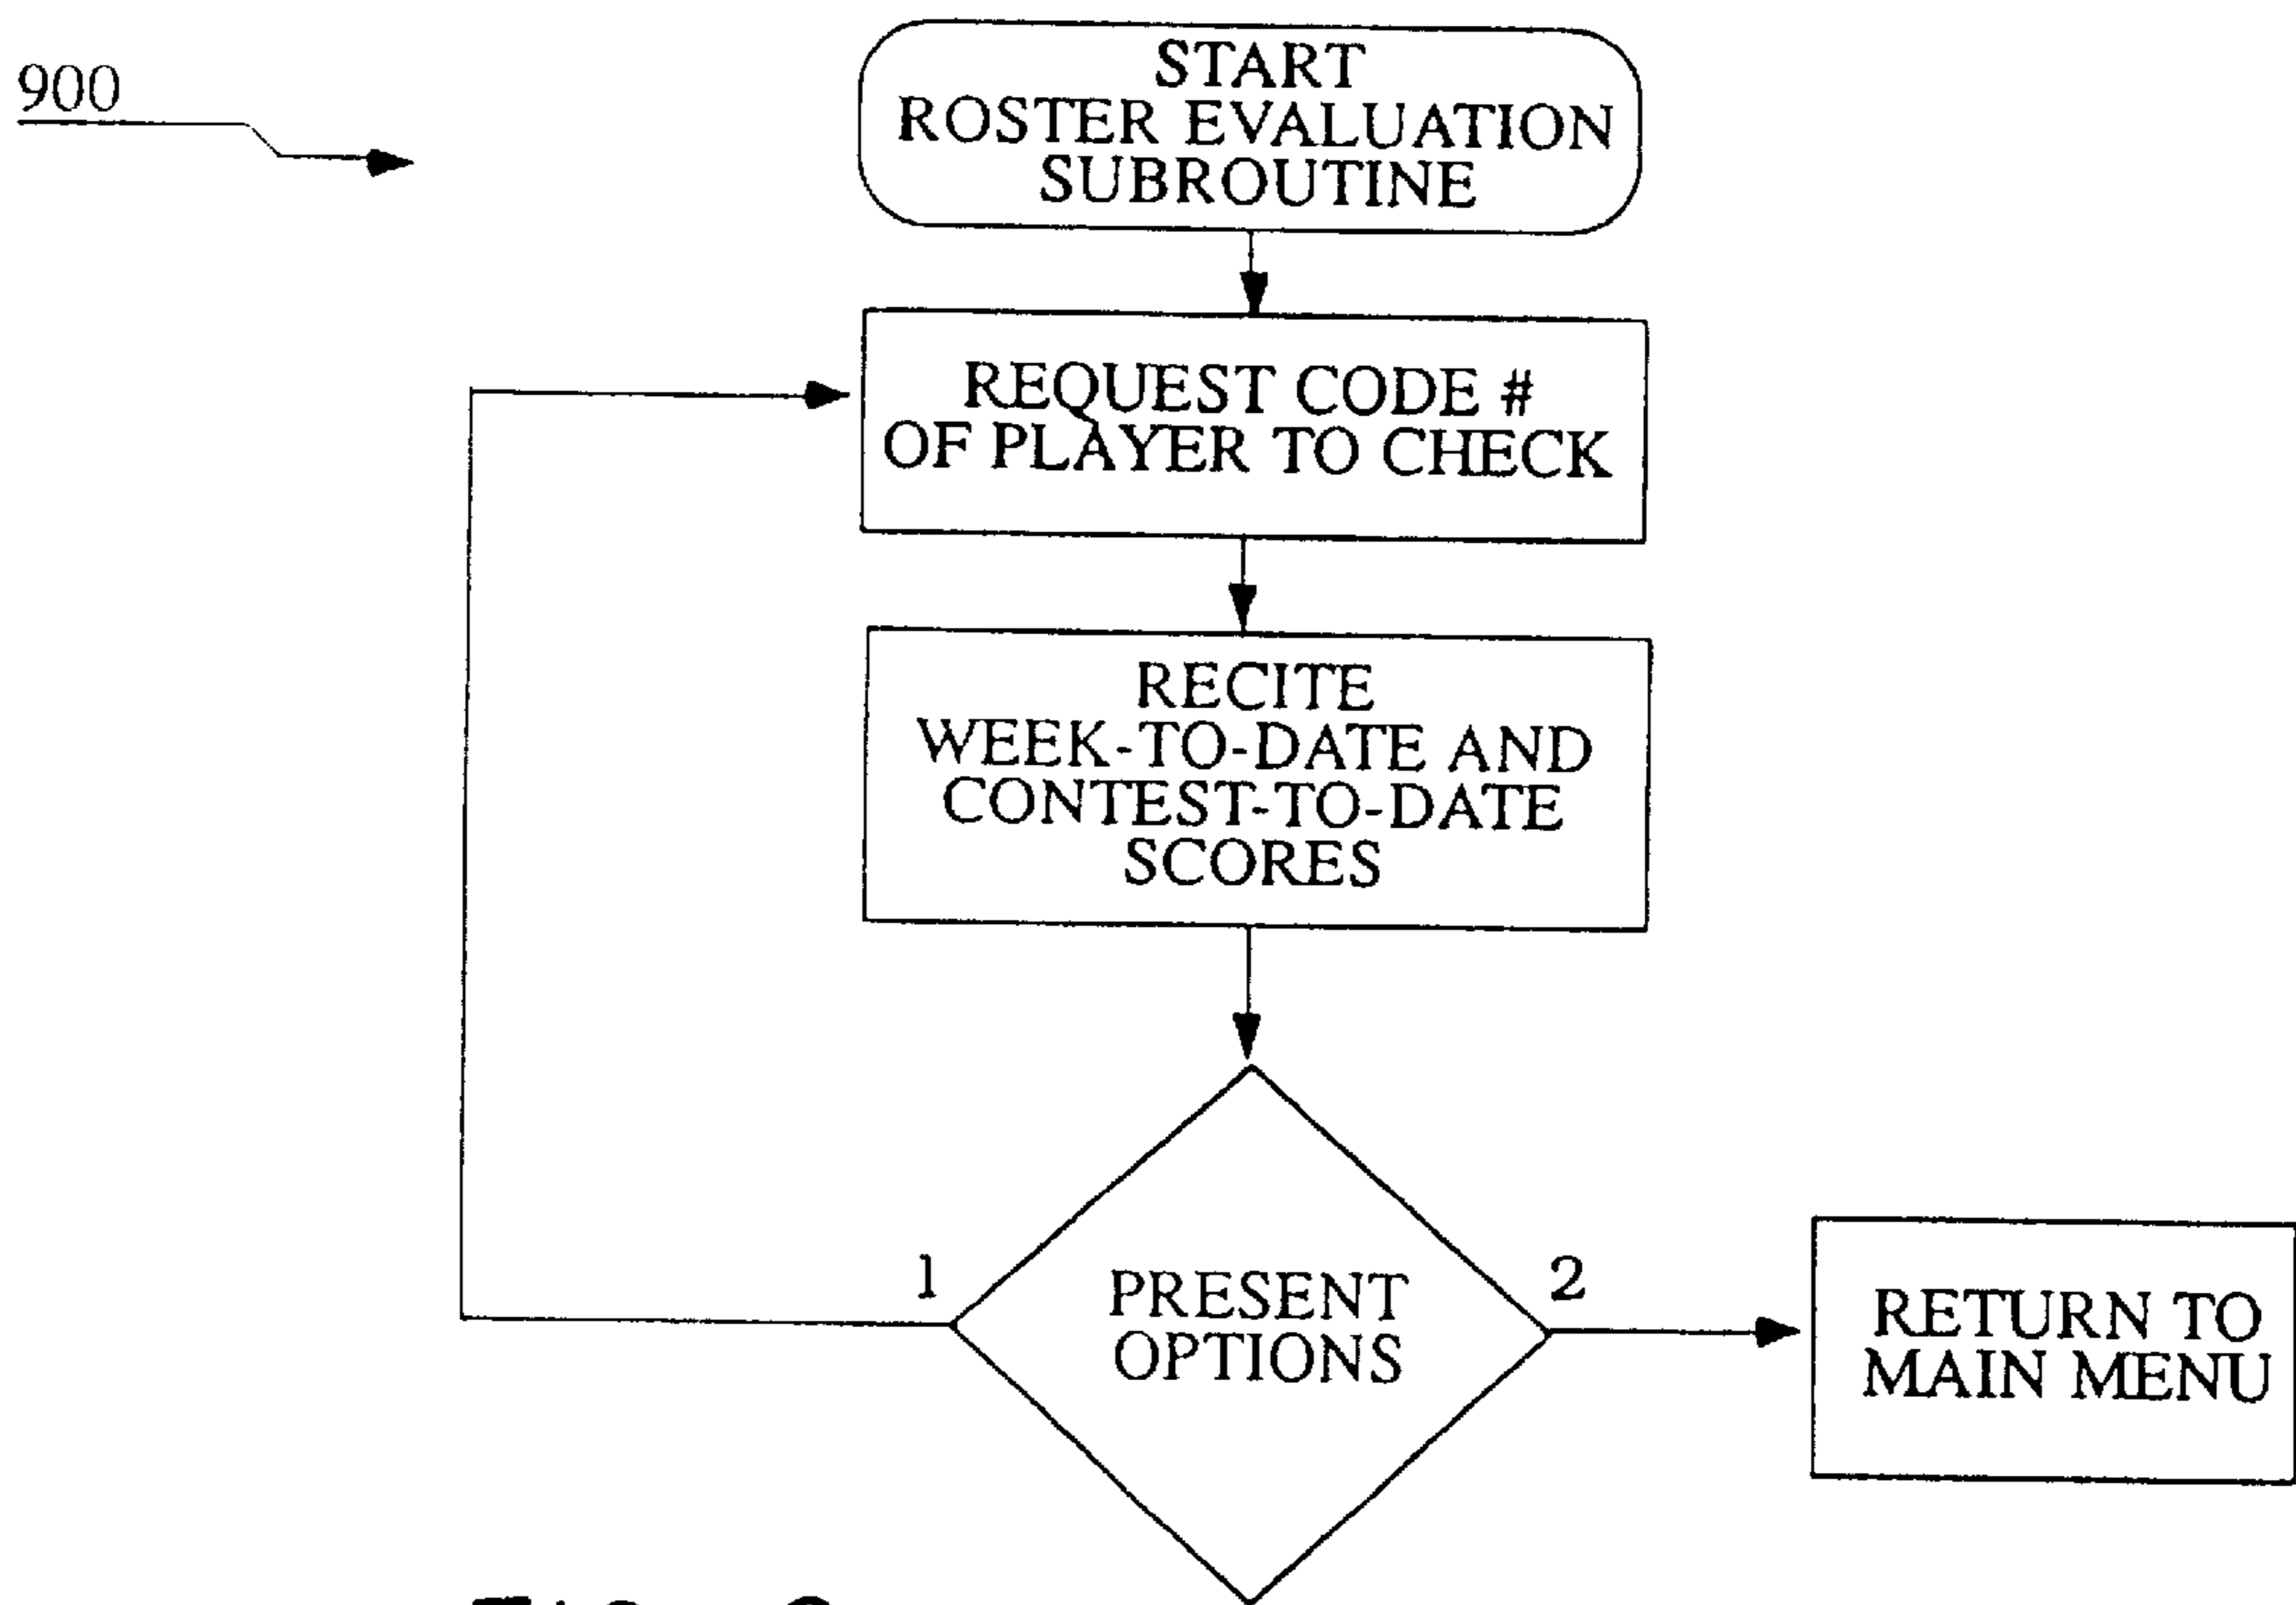 900
START
ROSTER EVALUATION
SUBROUTINE
REQUEST CODE #
OF PLAYER TO CHECK
RECITE
WEEK-TO-DATE AND
CONTEST-TO-DATE
SCORES
1
PRESENT
OPTIONS
2
RETURN TO
MAIN MENU